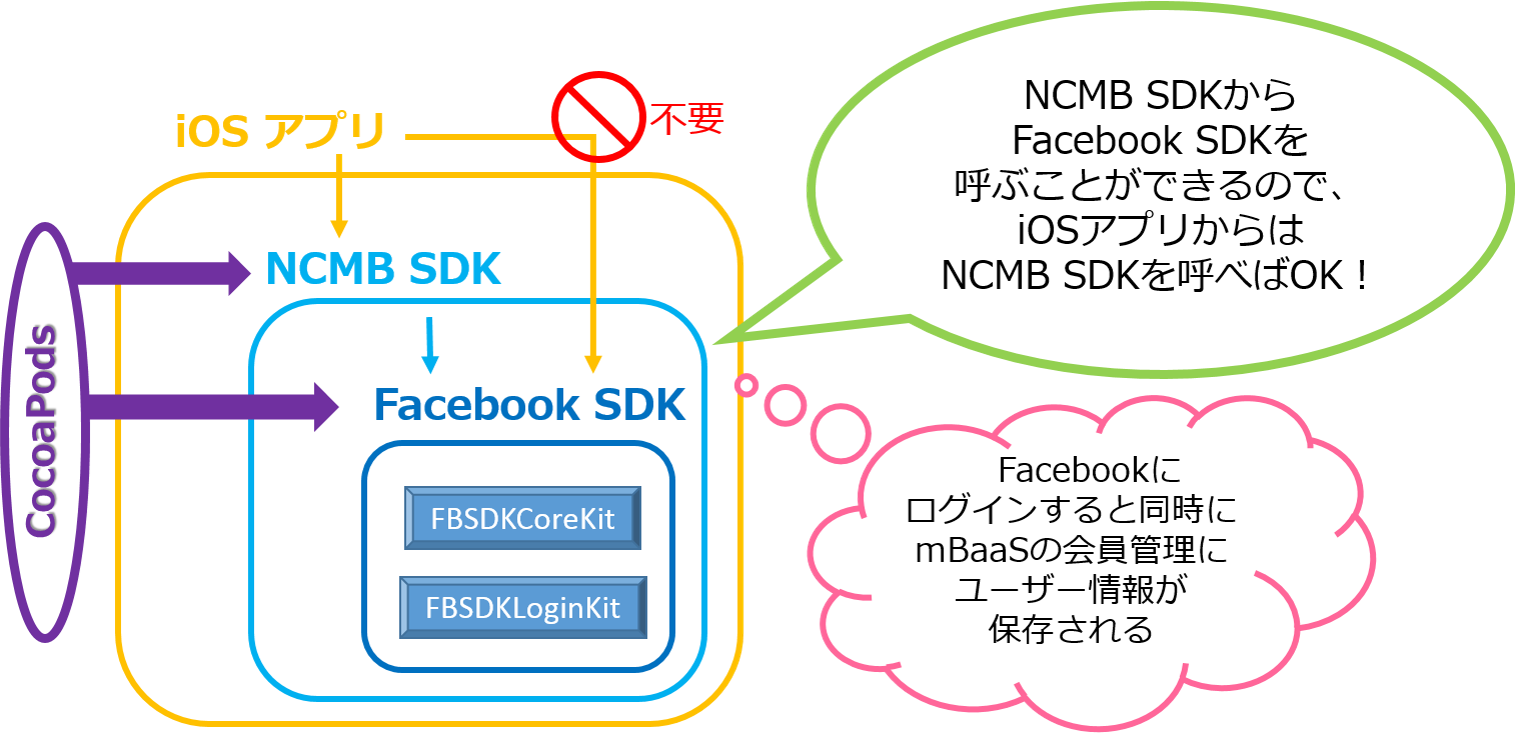 iOS アプリ
不要
NCMB SDK
Facebook SDK
FBSDKCoreKit
FBSDKLoginKit
CocoaPods
NCMB SDKから
Facebook SDKを
呼ぶことができるので、
iOSアプリからは
NCMB SDKを呼べばOK！
Facebookに
ログインすると同時に
mBaaSの会員管理に
ユーザー情報が
保存される